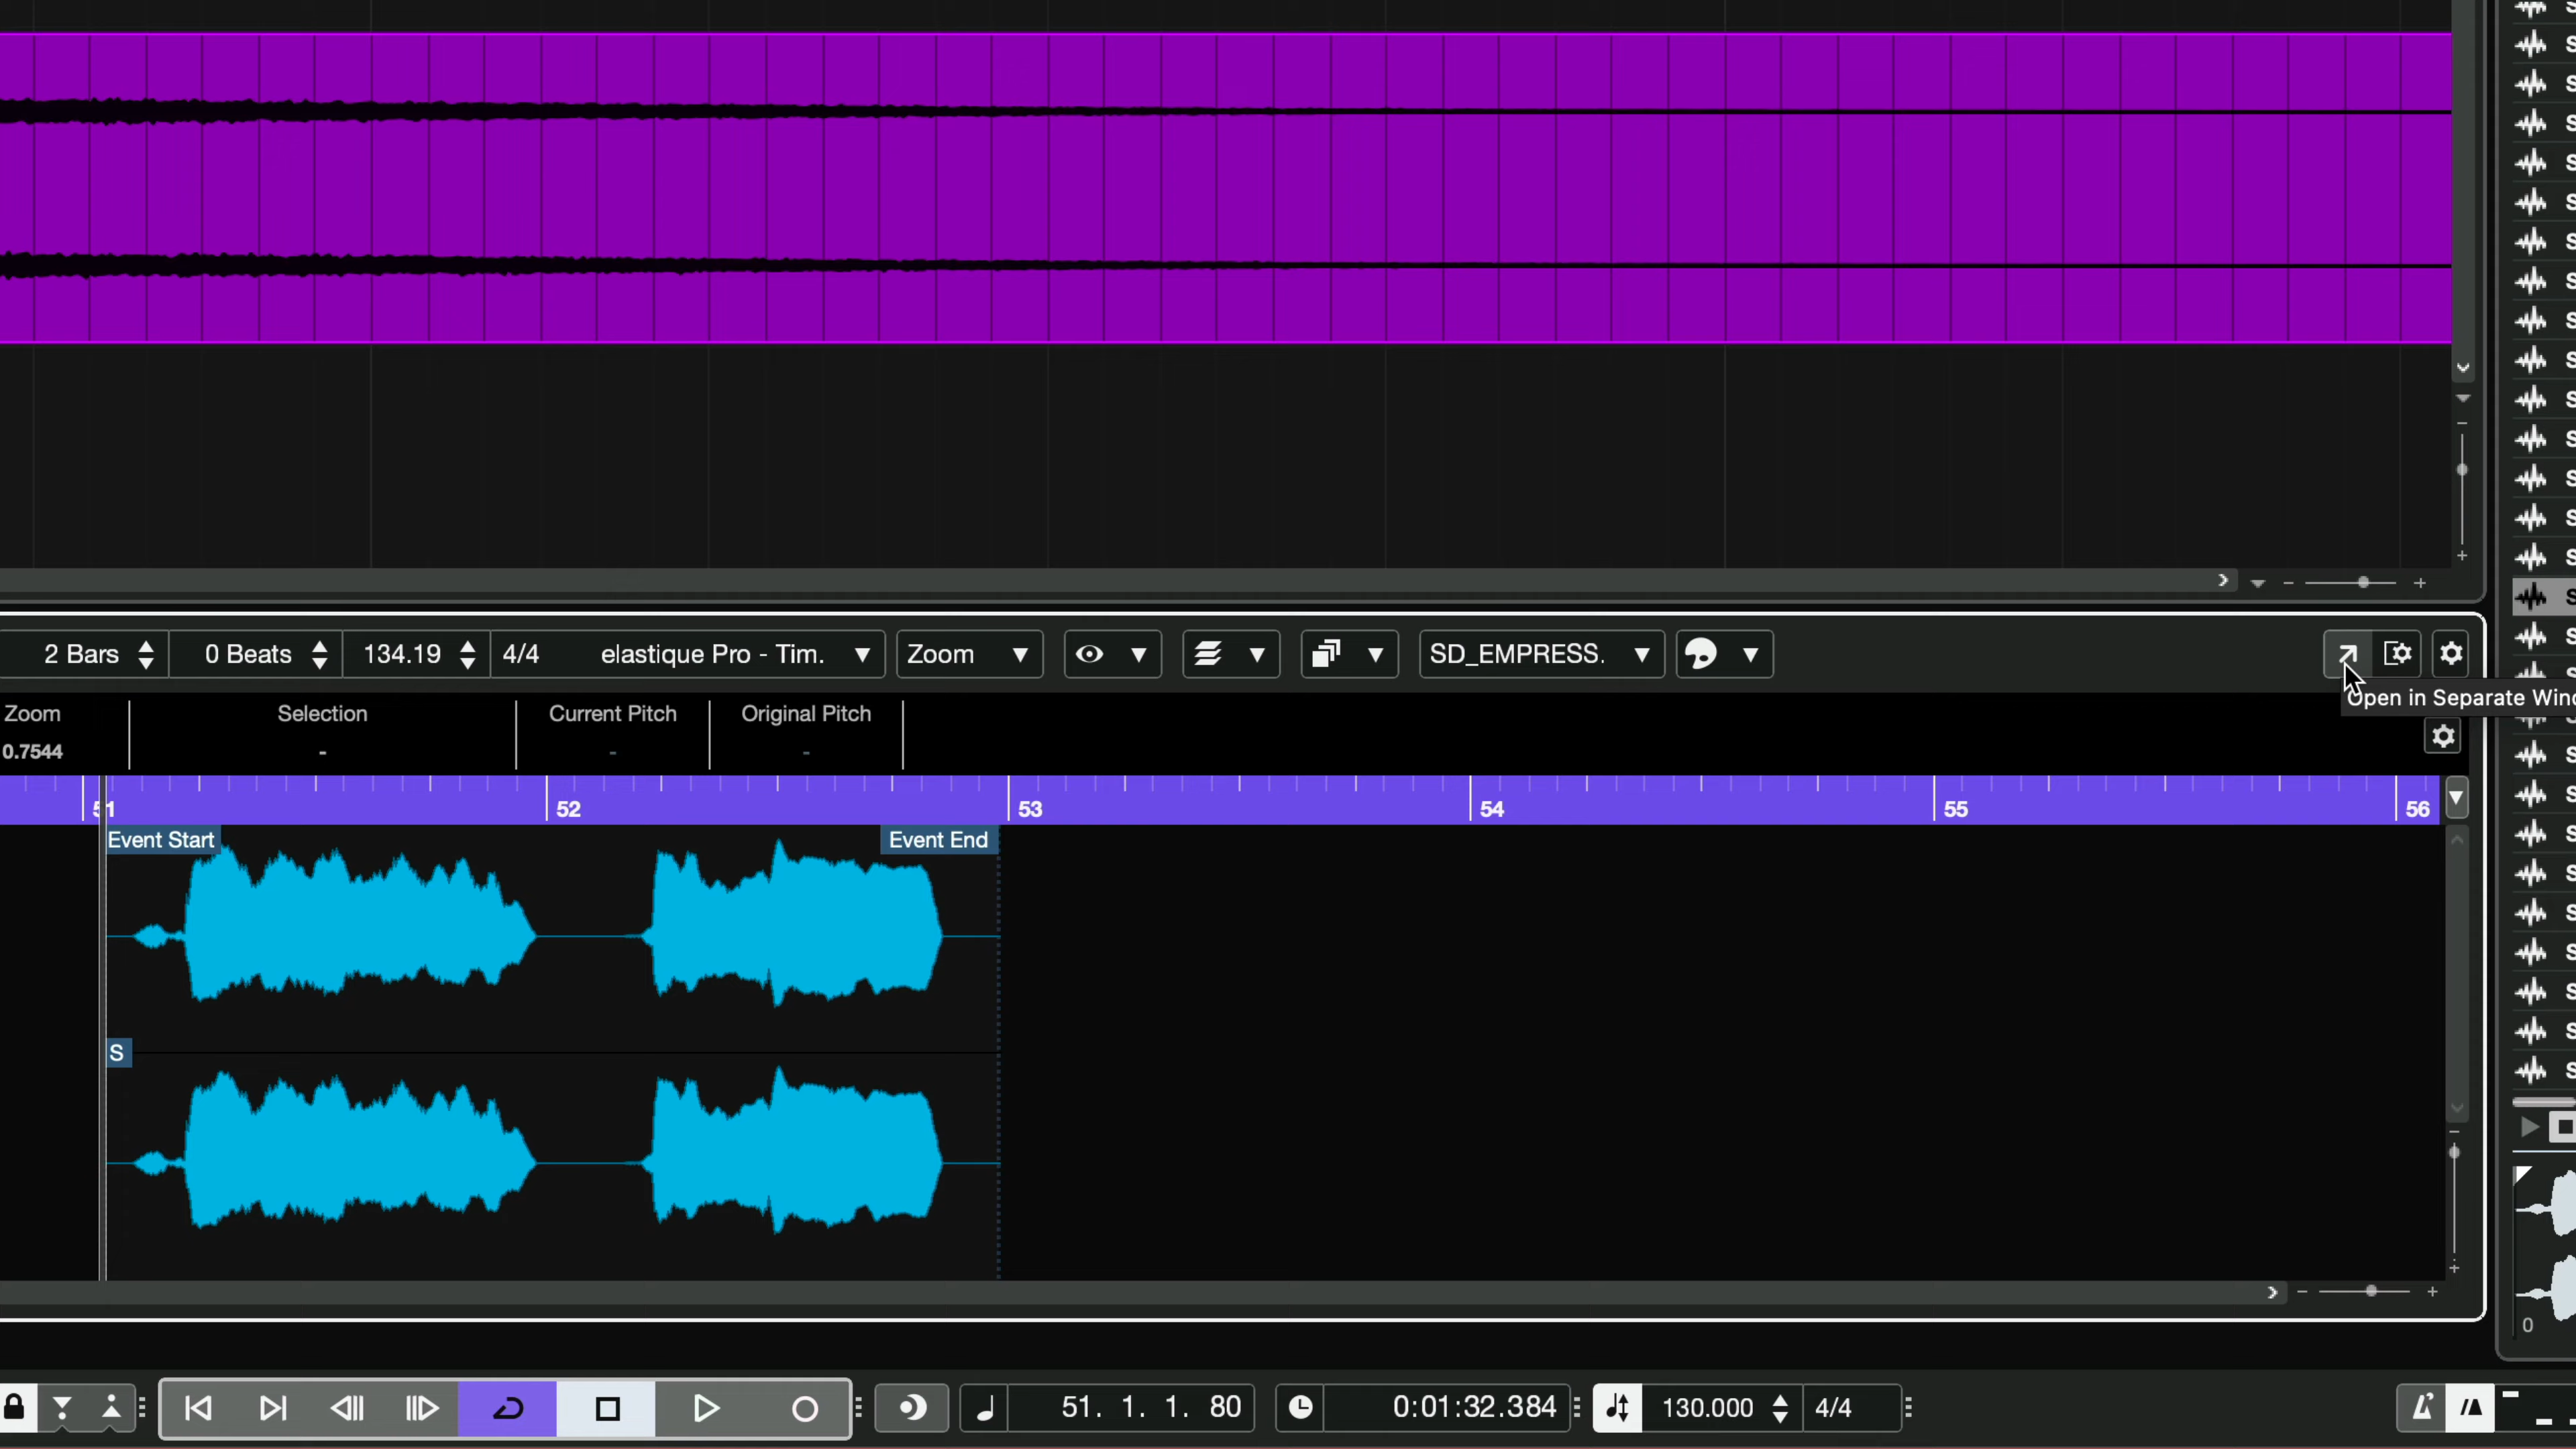 2 Bars 0 Beats 134.19 4/4 elastique Pro - Tim. Zoom SD_EMPRESS.
Open in Separate Wind
Zoom Selection Current Pitch Original Pitch
0.7544 - - -
51 52 53 54 55 56
Event Start Event End
S
0
51. 1. 1. 80 0:01:32.384 130.000 4/4